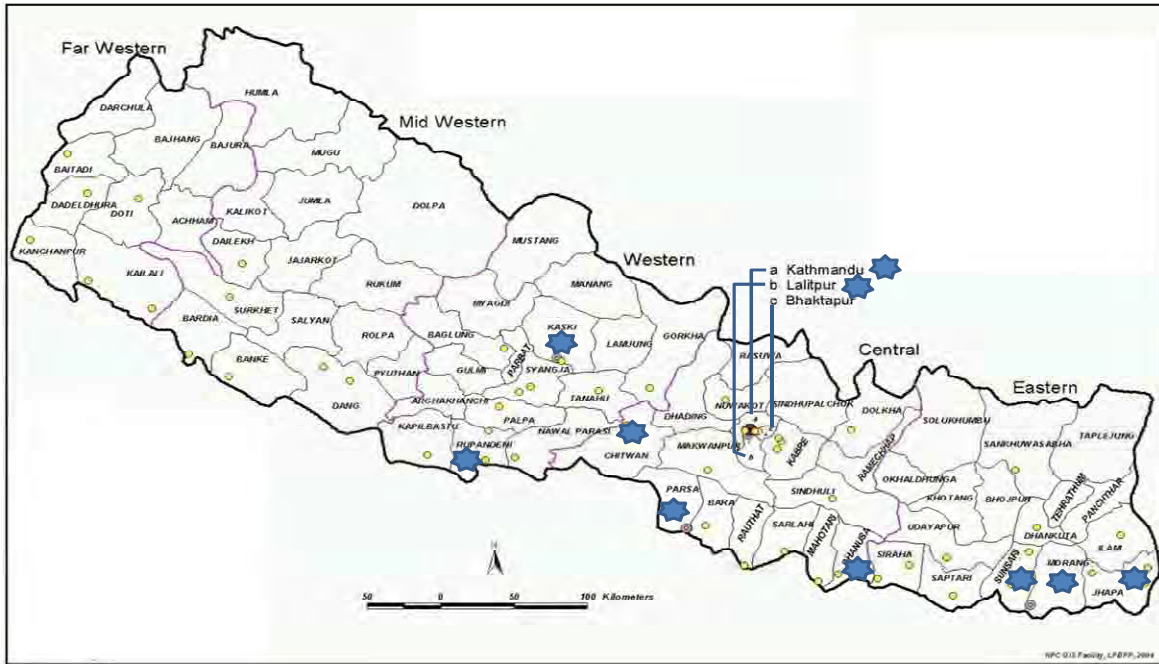 Far Western
HUMLA
DARCHULA
Mid Western
BAJHANG
BAJURA
MUGU
BAITADI
JUMLA
DOLPA
DADELDHURA
DOTI
KALIKOT
ACHHAM
MUSTANG
DAILEKH
KANCHANPUR
JAJARKOT
Western
a Kathmandu
b Lalitpur
c Bhaktapur
KAILALI
RUKUM
MANANG
MYAGDI
SURKHET
BARDIA
SALYAN
KASKI
ROLPA
BAGLUNG
LAMJUNG
GORKHA
RASUWA
Central
BANKE
PARBAT
PYUTHAN
GULMI
SYANGJA
Eastern
DANG
TANAHU
NUWAKOT
SINDHUPALCHOK
ARGHAKHANCHI
DHADING
DOLKHA
SOLUKHUMBU
KAPILBASTU
PALPA
NAWAL PARASI
SANKHUWASABHA
TAPLEJUNG
RUPANDENI
CHITWAN
MAKWANPUR
KABRE
RAMECHHAP
OKHALDHUNGA
PARSA
BARA
SINDHULI
KHOTANG
BHOJPUR
TEHRATHUM
PANCHTHAR
RAUTHAT
SARLAHI
MAHOTARI
HANUSA
UDAYAPUR
DHANKUTA
SIRAHA
ILAM
SAPTARI
SUNSARI
MORANG
JHAPA
50 0 50 100 Kilometers
NPC GIS Facility, LPBPP, 2004